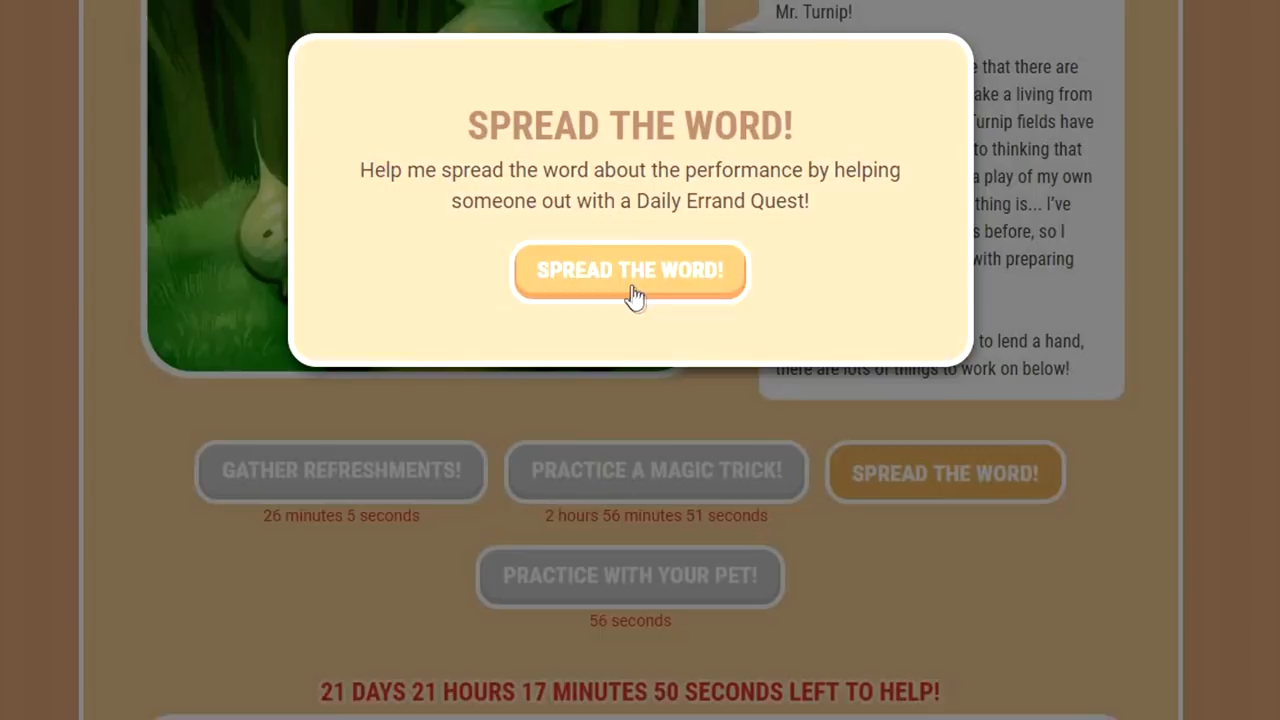 Mr. Turnip!
that there are
ake a living from
Turnip fields have
to thinking that
a play of my own
thing is... I've
before, so I
with preparing
to lend a hand,
there are lots of things to work on below!
SPREAD THE WORD!
Help me spread the word about the performance by helping
someone out with a Daily Errand Quest!
SPREAD THE WORD!
GATHER REFRESHMENTS!
PRACTICE A MAGIC TRICK!
SPREAD THE WORD!
26 minutes 5 seconds
2 hours 56 minutes 51 seconds
PRACTICE WITH YOUR PET!
56 seconds
21 DAYS 21 HOURS 17 MINUTES 50 SECONDS LEFT TO HELP!